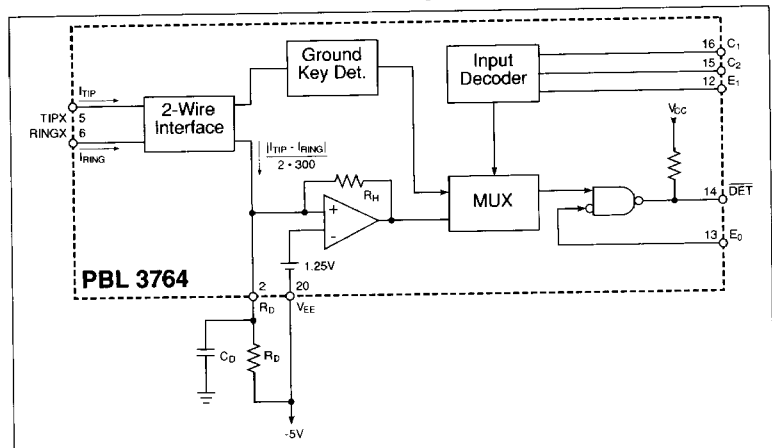 Ground
Key Det.
Input
Decoder
16 C1
15 C2
12 E1
ITIP
TIPX 5
RINGX 6
IRING
2-Wire
Interface
|ITIP - IRING|
2 • 300
RH
+
-
MUX
VCC
14 DET
13 E0
1.25V
PBL 3764
2 20
RD VEE
CD RD
-5V